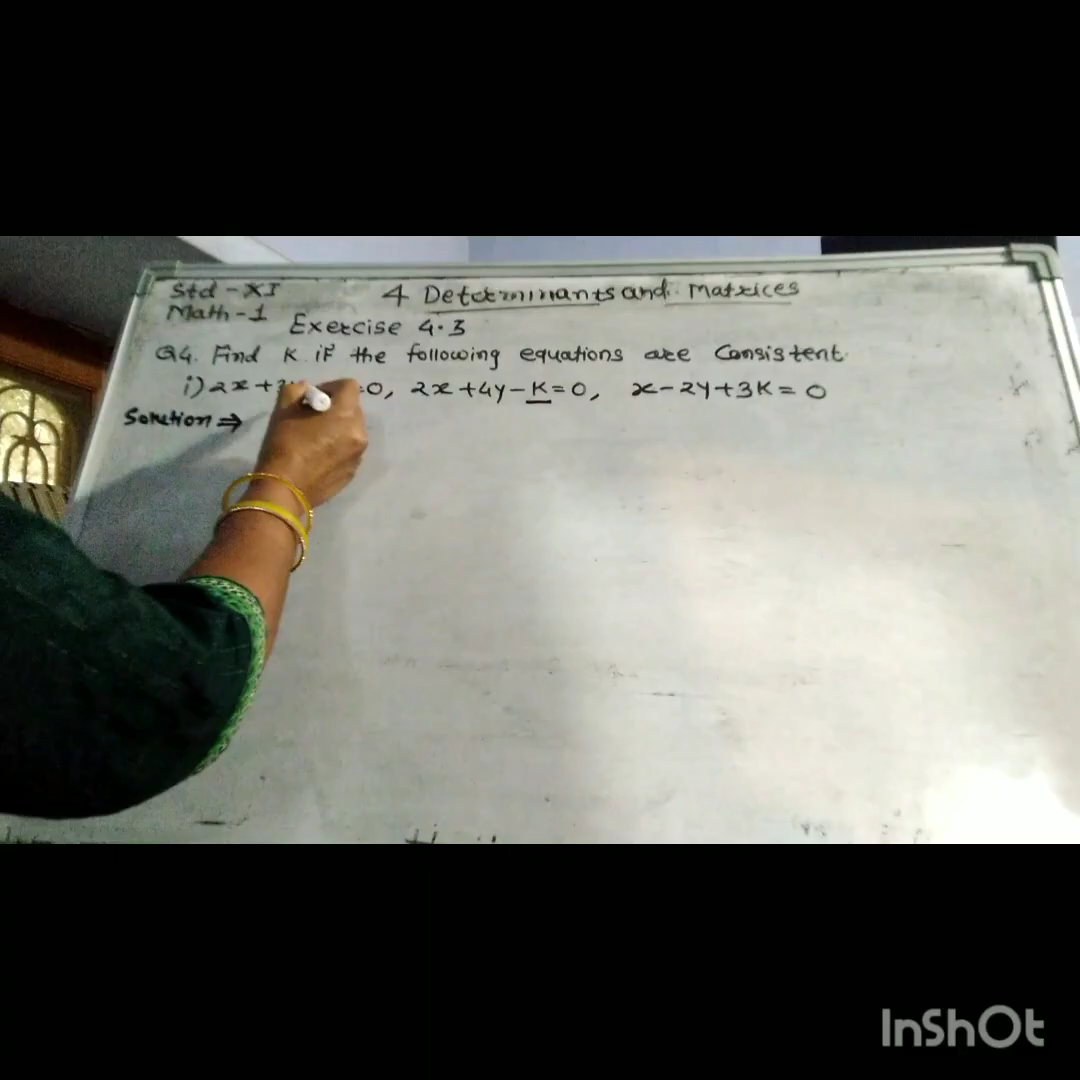 Std - XI
4 Determinants and Matrices
Math - 1
Exercise 4.3
Q4. Find K if the following equations are Consistent.
i) 2x + 3y =0, 2x + 4y - K = 0, x - 2y + 3K = 0
Solution ⇒
InShOt